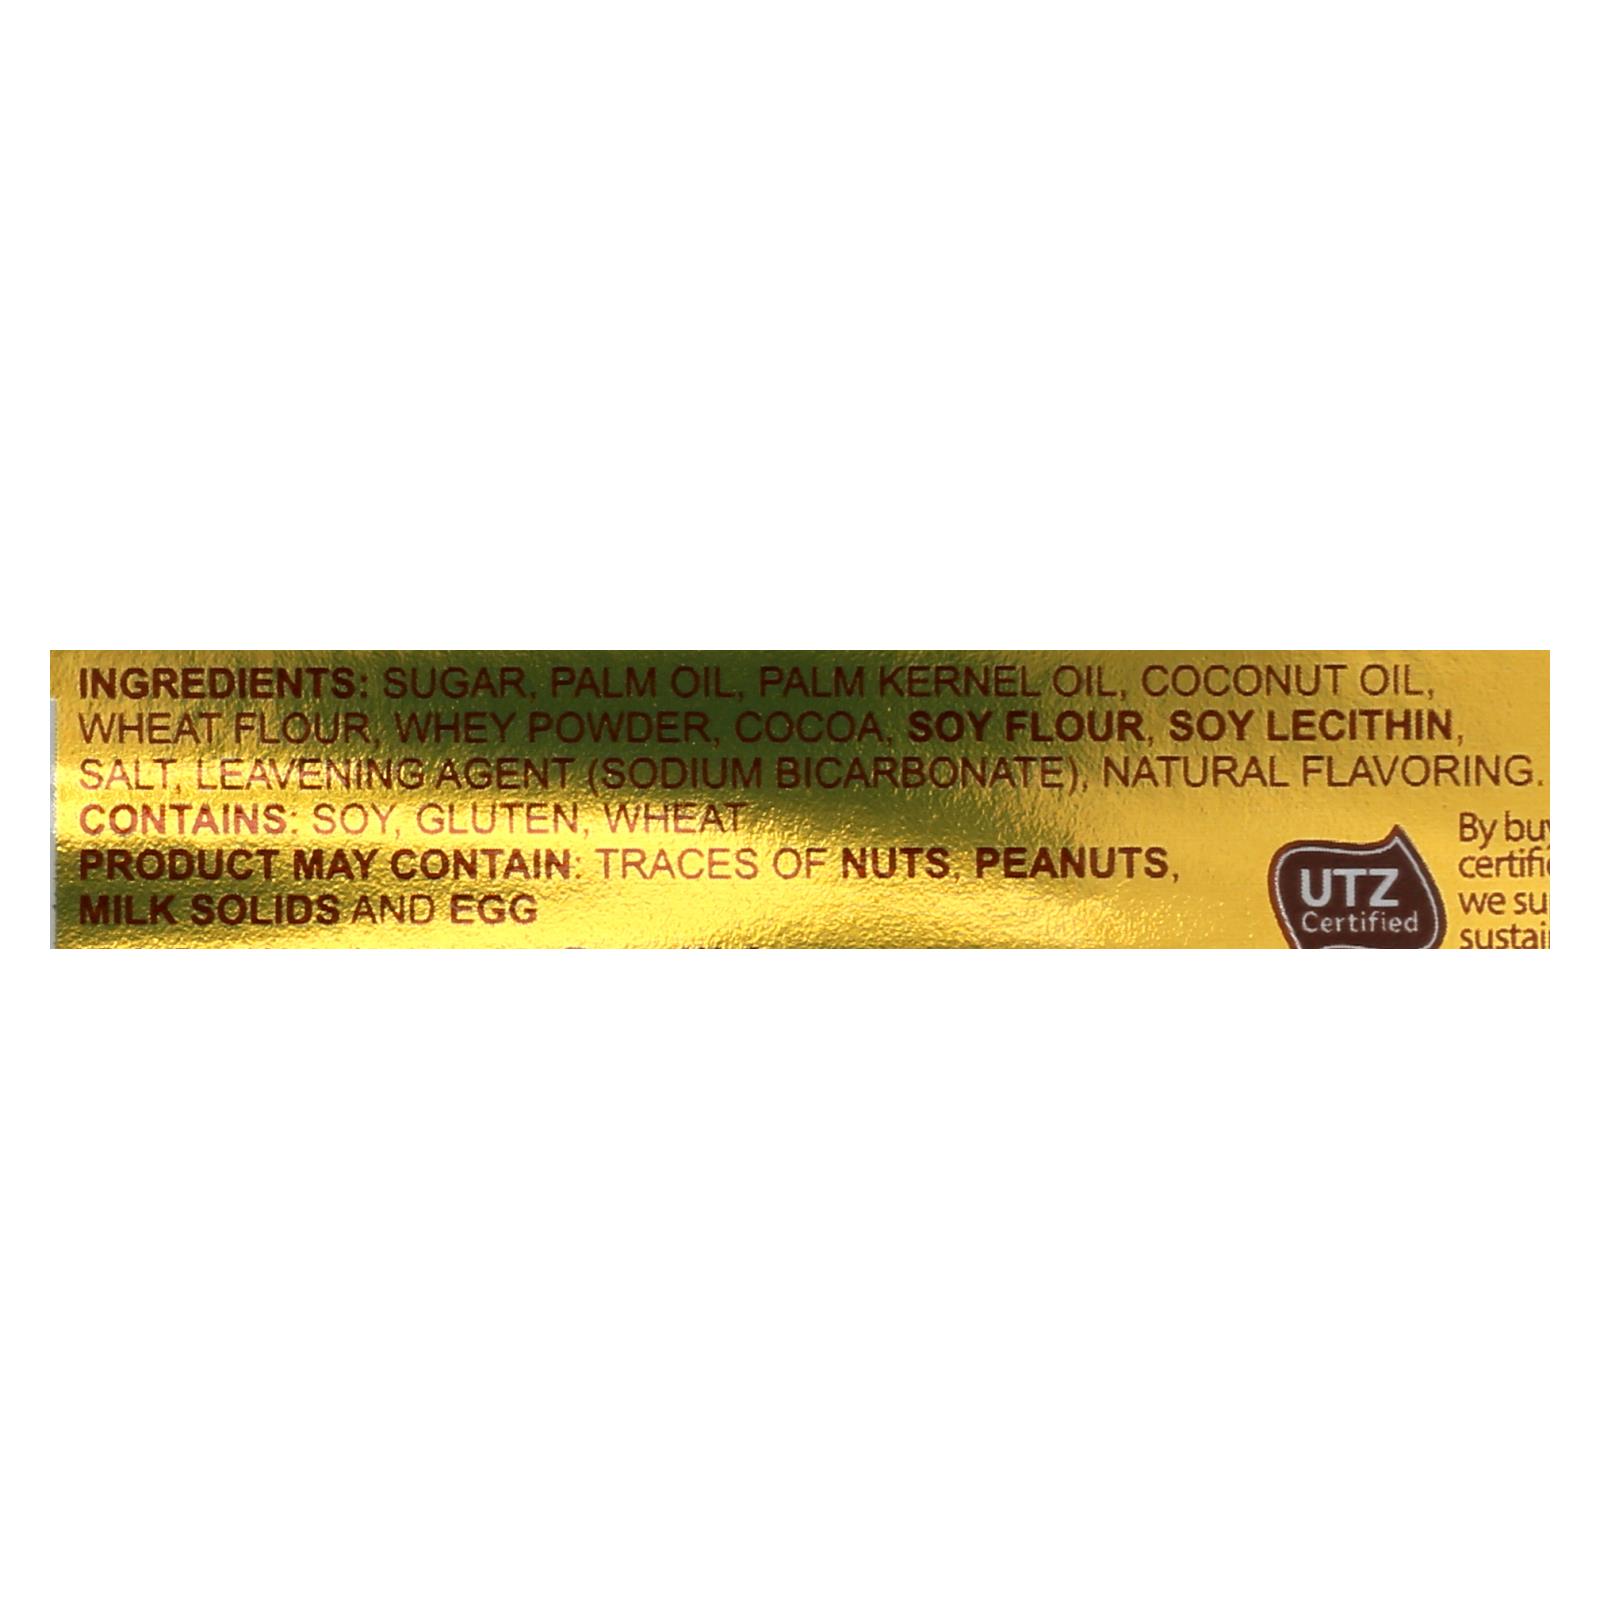 INGREDIENTS: SUGAR, PALM OIL, PALM KERNEL OIL, COCONUT OIL,
WHEAT FLOUR, WHEY POWDER, COCOA, SOY FLOUR, SOY LECITHIN,
SALT, LEAVENING AGENT (SODIUM BICARBONATE), NATURAL FLAVORING.
CONTAINS: SOY, GLUTEN, WHEAT
PRODUCT MAY CONTAIN: TRACES OF NUTS, PEANUTS,
MILK SOLIDS AND EGG
UTZ
Certified
By
we